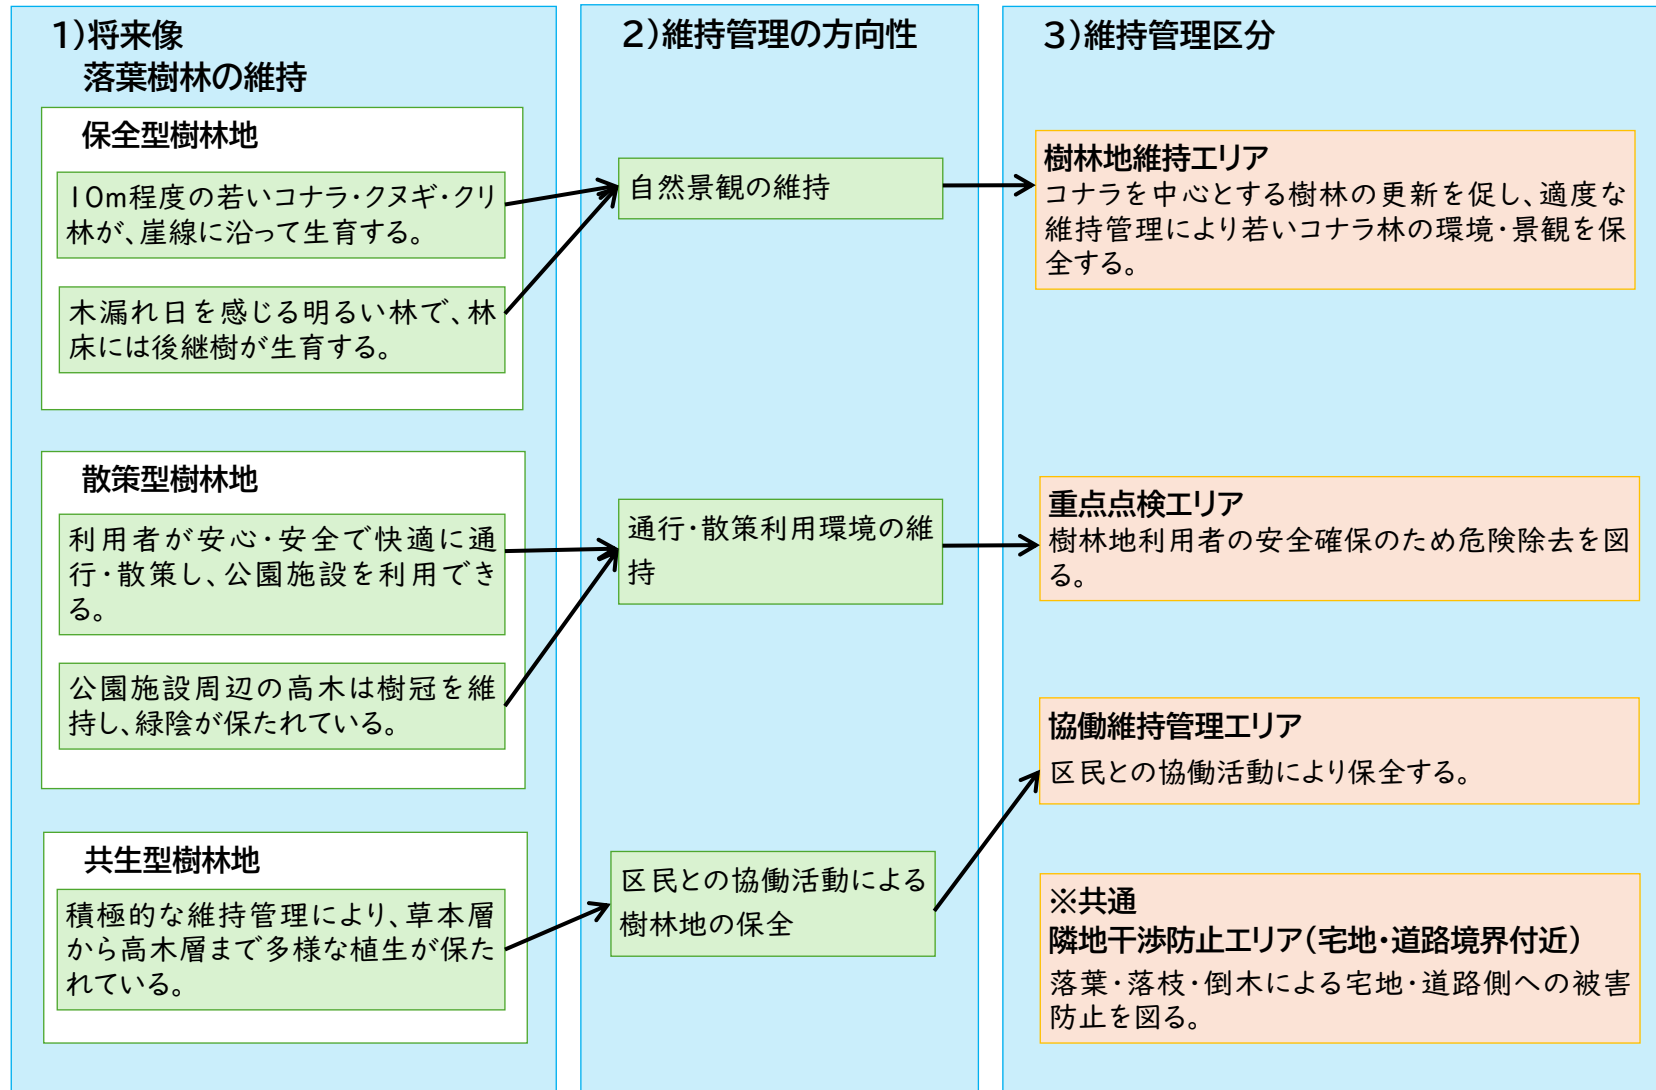 1)将来像
落葉樹林の維持
保全型樹林地
10m程度の若いコナラ・クヌギ・クリ
林が、崖線に沿って生育する。
木漏れ日を感じる明るい林で、林
床には後継樹が生育する。
散策型樹林地
利用者が安心・安全で快適に通
行・散策し、公園施設を利用でき
る。
公園施設周辺の高木は樹冠を維
持し、緑陰が保たれている。
共生型樹林地
積極的な維持管理により、草本層
から高木層まで多様な植生が保た
れている。
2)維持管理の方向性
自然景観の維持
通行・散策利用環境の維
持
区民との協働活動による
樹林地の保全
3)維持管理区分
樹林地維持エリア
コナラを中心とする樹林の更新を促し、適度な
維持管理により若いコナラ林の環境・景観を保
全する。
重点点検エリア
樹林地利用者の安全確保のため危険除去を図
る。
協働維持管理エリア
区民との協働活動により保全する。
※共通
隣地干渉防止エリア(宅地・道路境界付近)
落葉・落枝・倒木による宅地・道路側への被害
防止を図る。